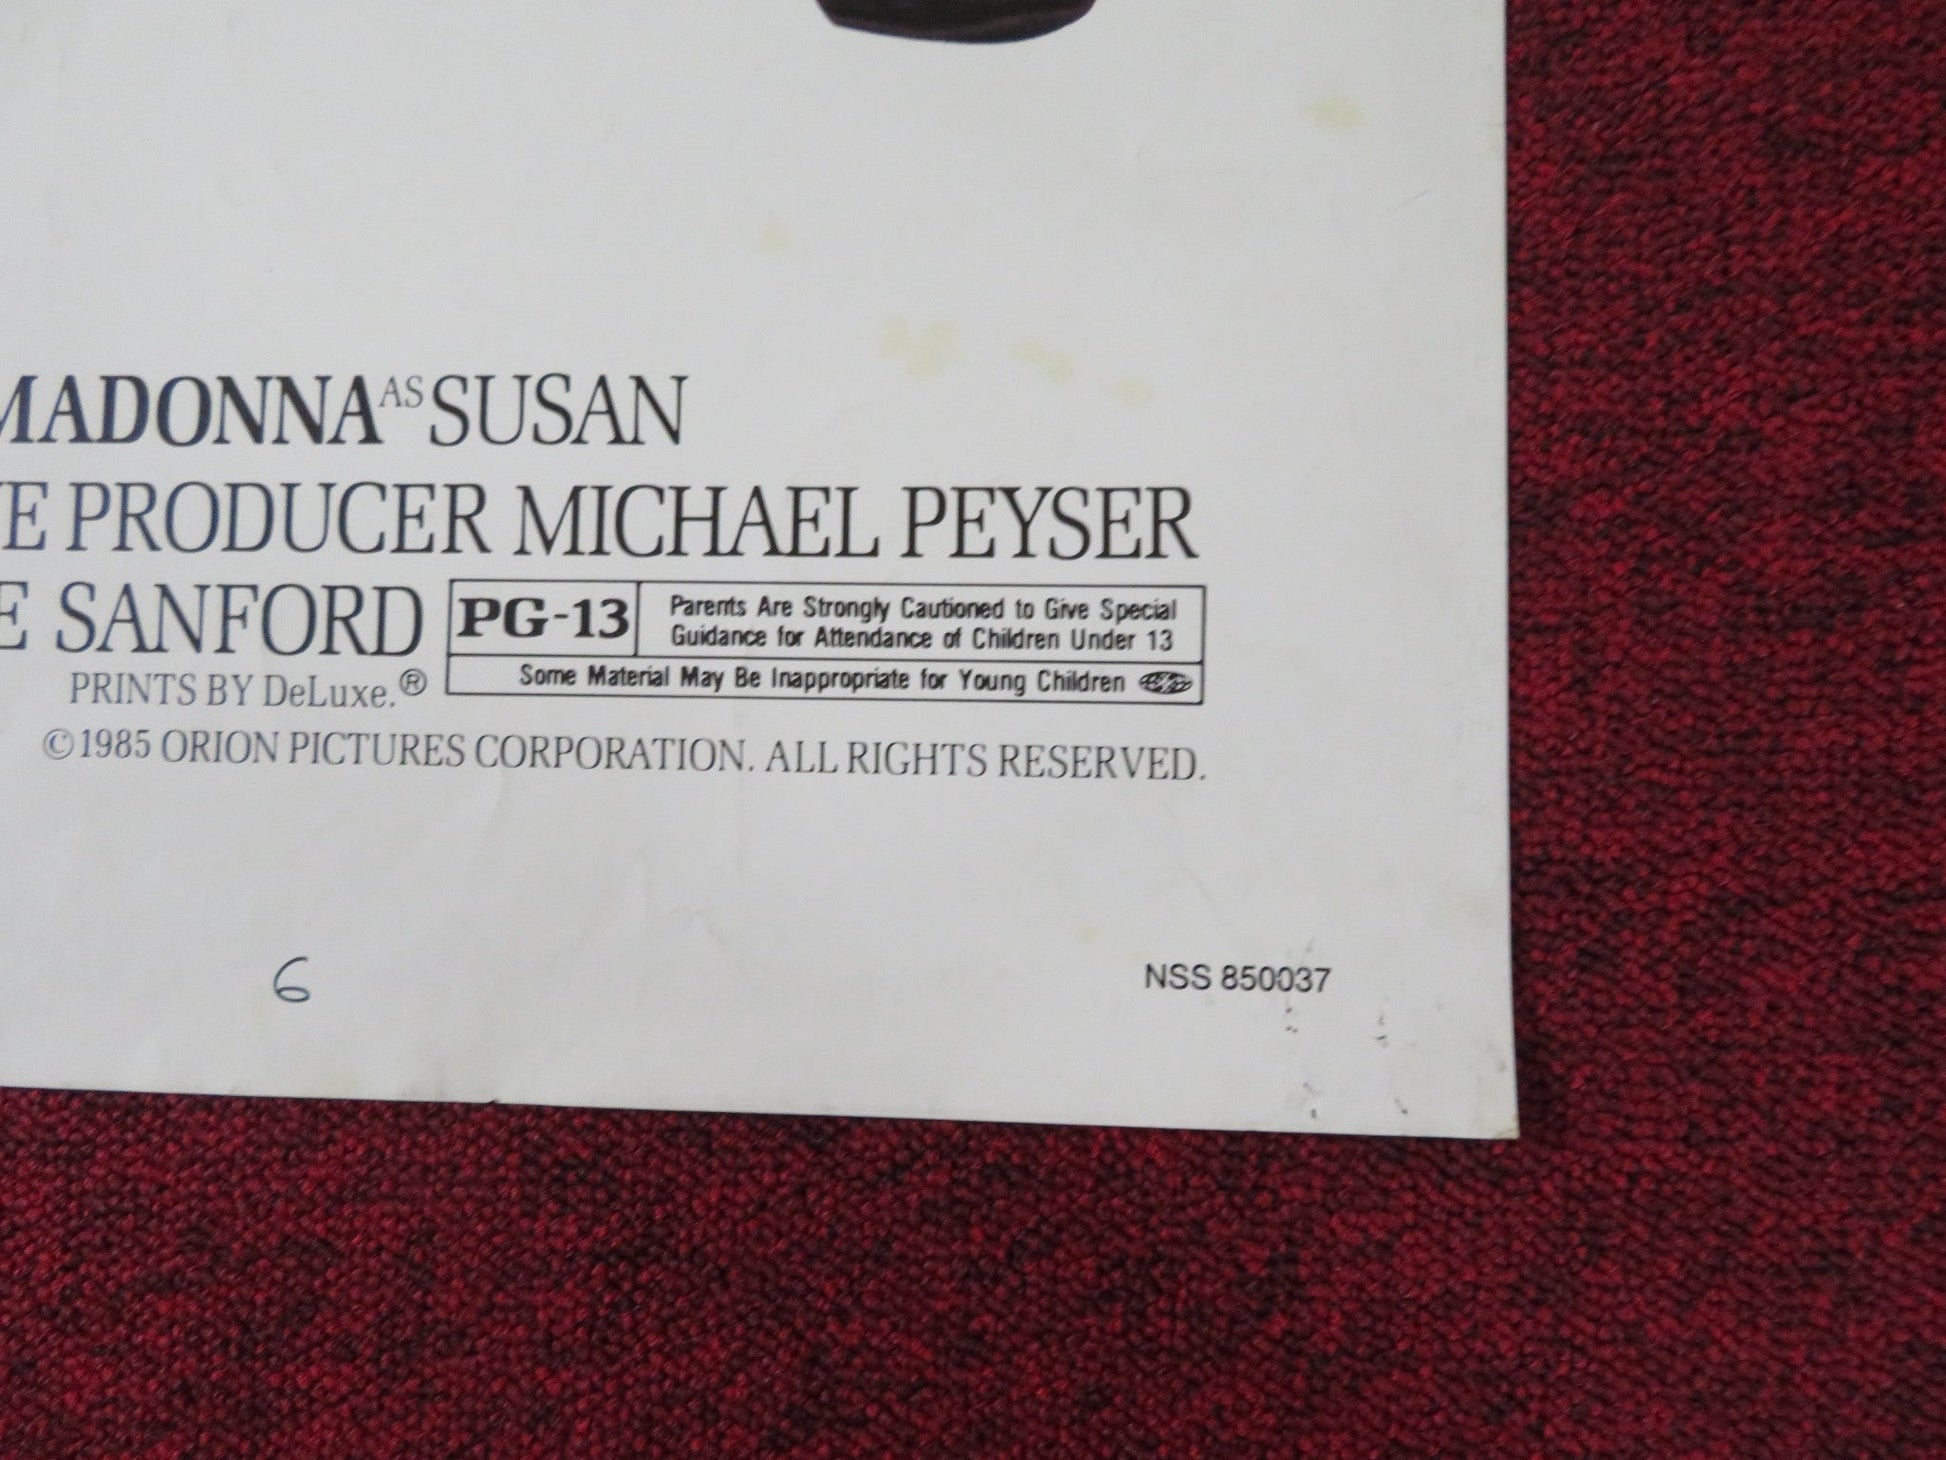 MADONNA AS SUSAN
E PRODUCER MICHAEL PEYSER
E SANFORD
PG-13
Parents Are Strongly Cautioned to Give Special
Guidance for Attendance of Children Under 13
Some Material May Be Inappropriate for Young Children
PRINTS BY DeLuxe.®
©1985 ORION PICTURES CORPORATION. ALL RIGHTS RESERVED.
6
NSS 850037